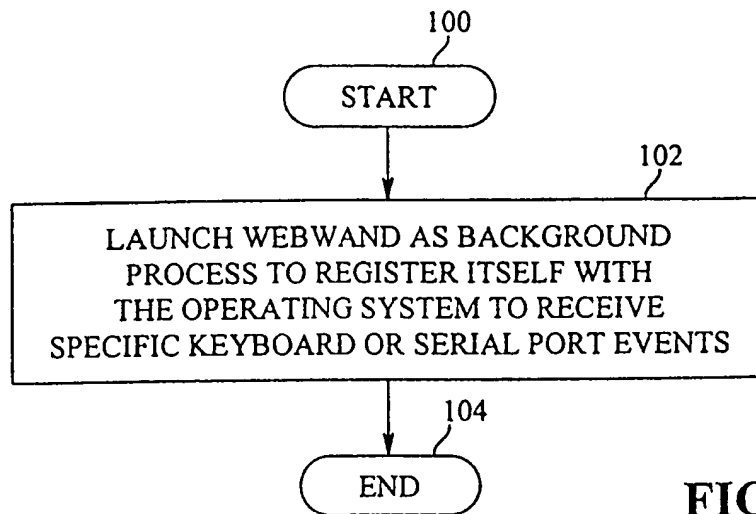 100
START
102
LAUNCH WEBWAND AS BACKGROUND
PROCESS TO REGISTER ITSELF WITH
THE OPERATING SYSTEM TO RECEIVE
SPECIFIC KEYBOARD OR SERIAL PORT EVENTS
104
END